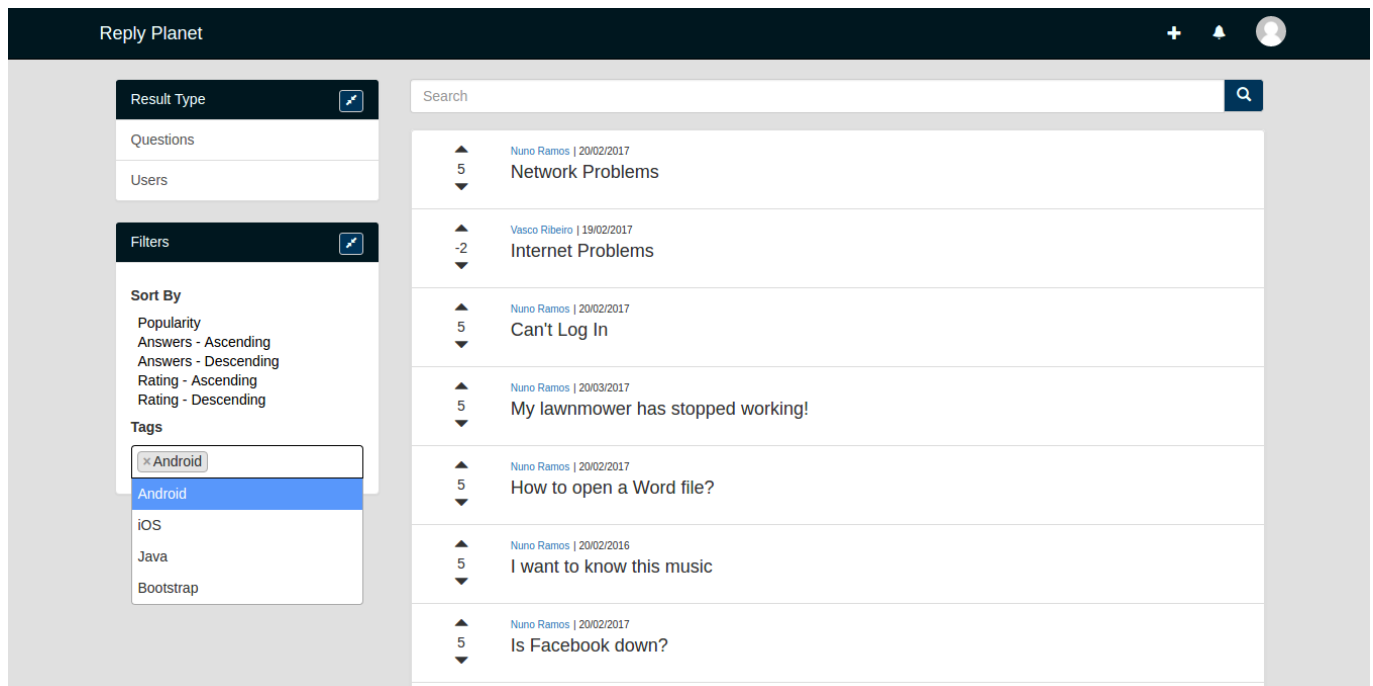 Reply Planet
Result Type
Questions
Users
Filters
Sort By
Popularity
Answers - Ascending
Answers - Descending
Rating - Ascending
Rating - Descending
Tags
×Android
Android
iOS
Java
Bootstrap
Search
Nuno Ramos | 20/02/2017
5
Network Problems
Vasco Ribeiro | 19/02/2017
-2
Internet Problems
Nuno Ramos | 20/02/2017
5
Can't Log In
Nuno Ramos | 20/03/2017
5
My lawnmower has stopped working!
Nuno Ramos | 20/02/2017
5
How to open a Word file?
Nuno Ramos | 20/02/2016
5
I want to know this music
Nuno Ramos | 20/02/2017
5
Is Facebook down?